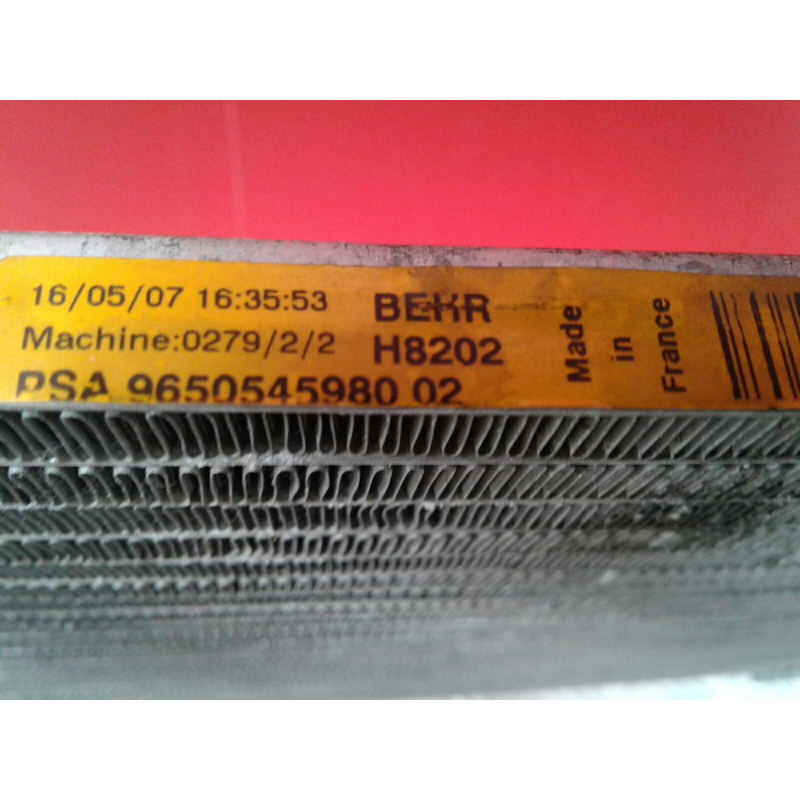 16/05/07 16:35:53
Machine:0279/2/2
PSA 9650545980 02
BEHR
H8202
Made
in
France